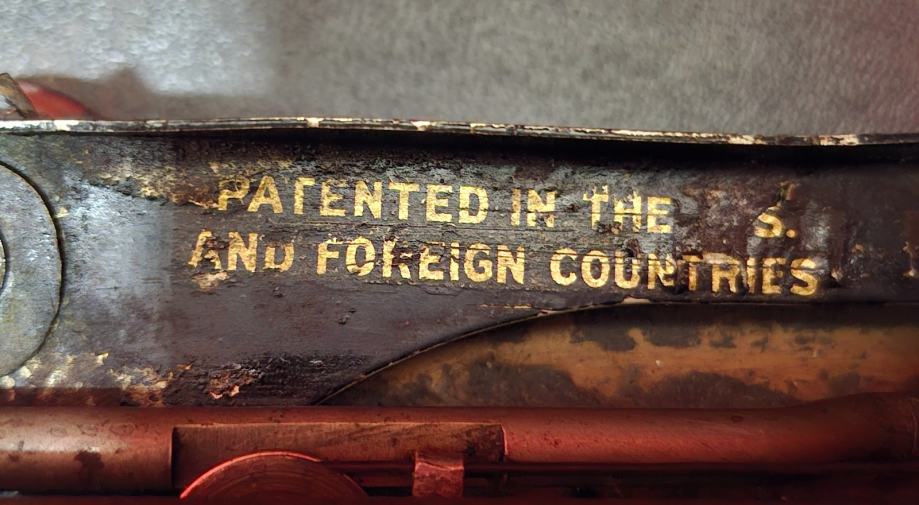 PATENTED IN THE S.
AND FOREIGN COUNTRIES